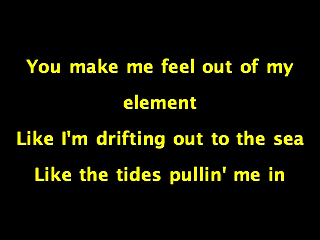 You make me feel out of my
element
Like I'm drifting out to the sea
Like the tides pullin' me in